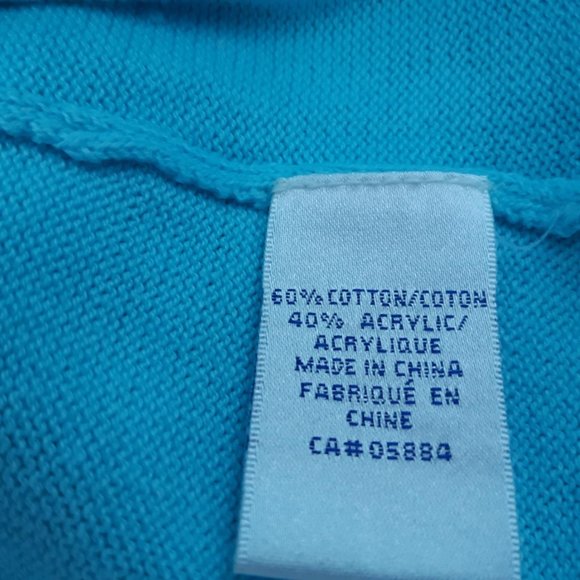 60% COTTON/COTON
40% ACRYLIC/
ACRYLIQUE
MADE IN CHINA
FABRIQUÉ EN
CHINE
CA#05884